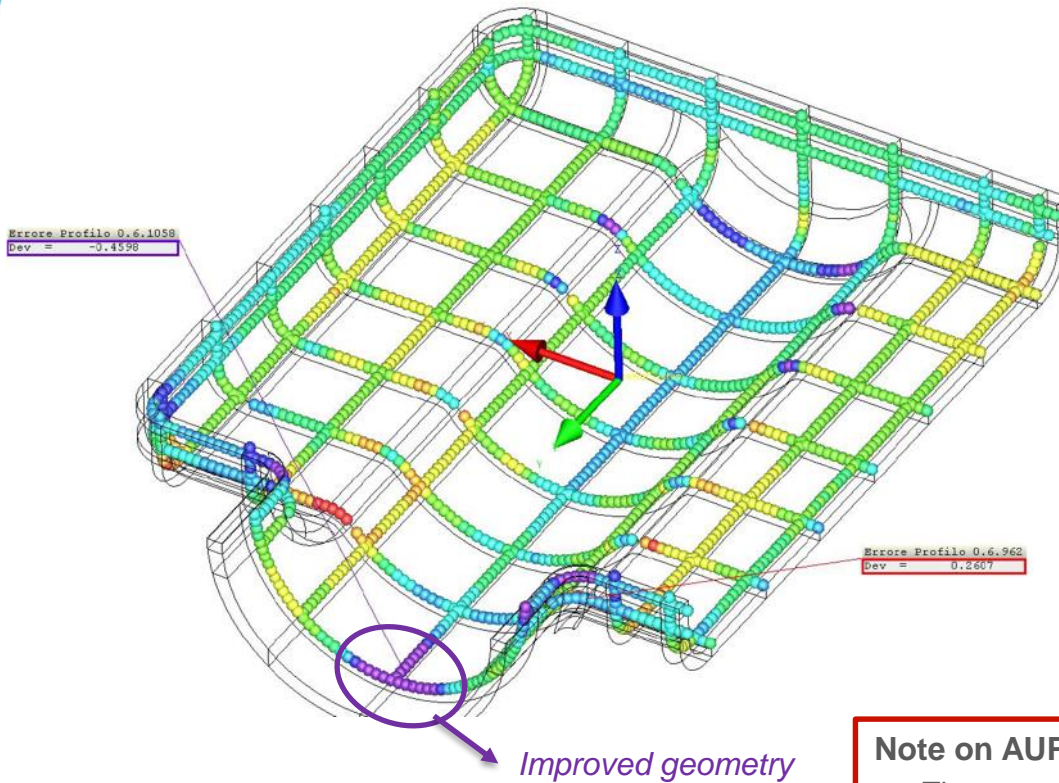 Errore Profilo 0.6.1058
Dev = -0.4598
Errore Profilo 0.6.962
Dev = 0.2607
Improved geometry
Note on AUP